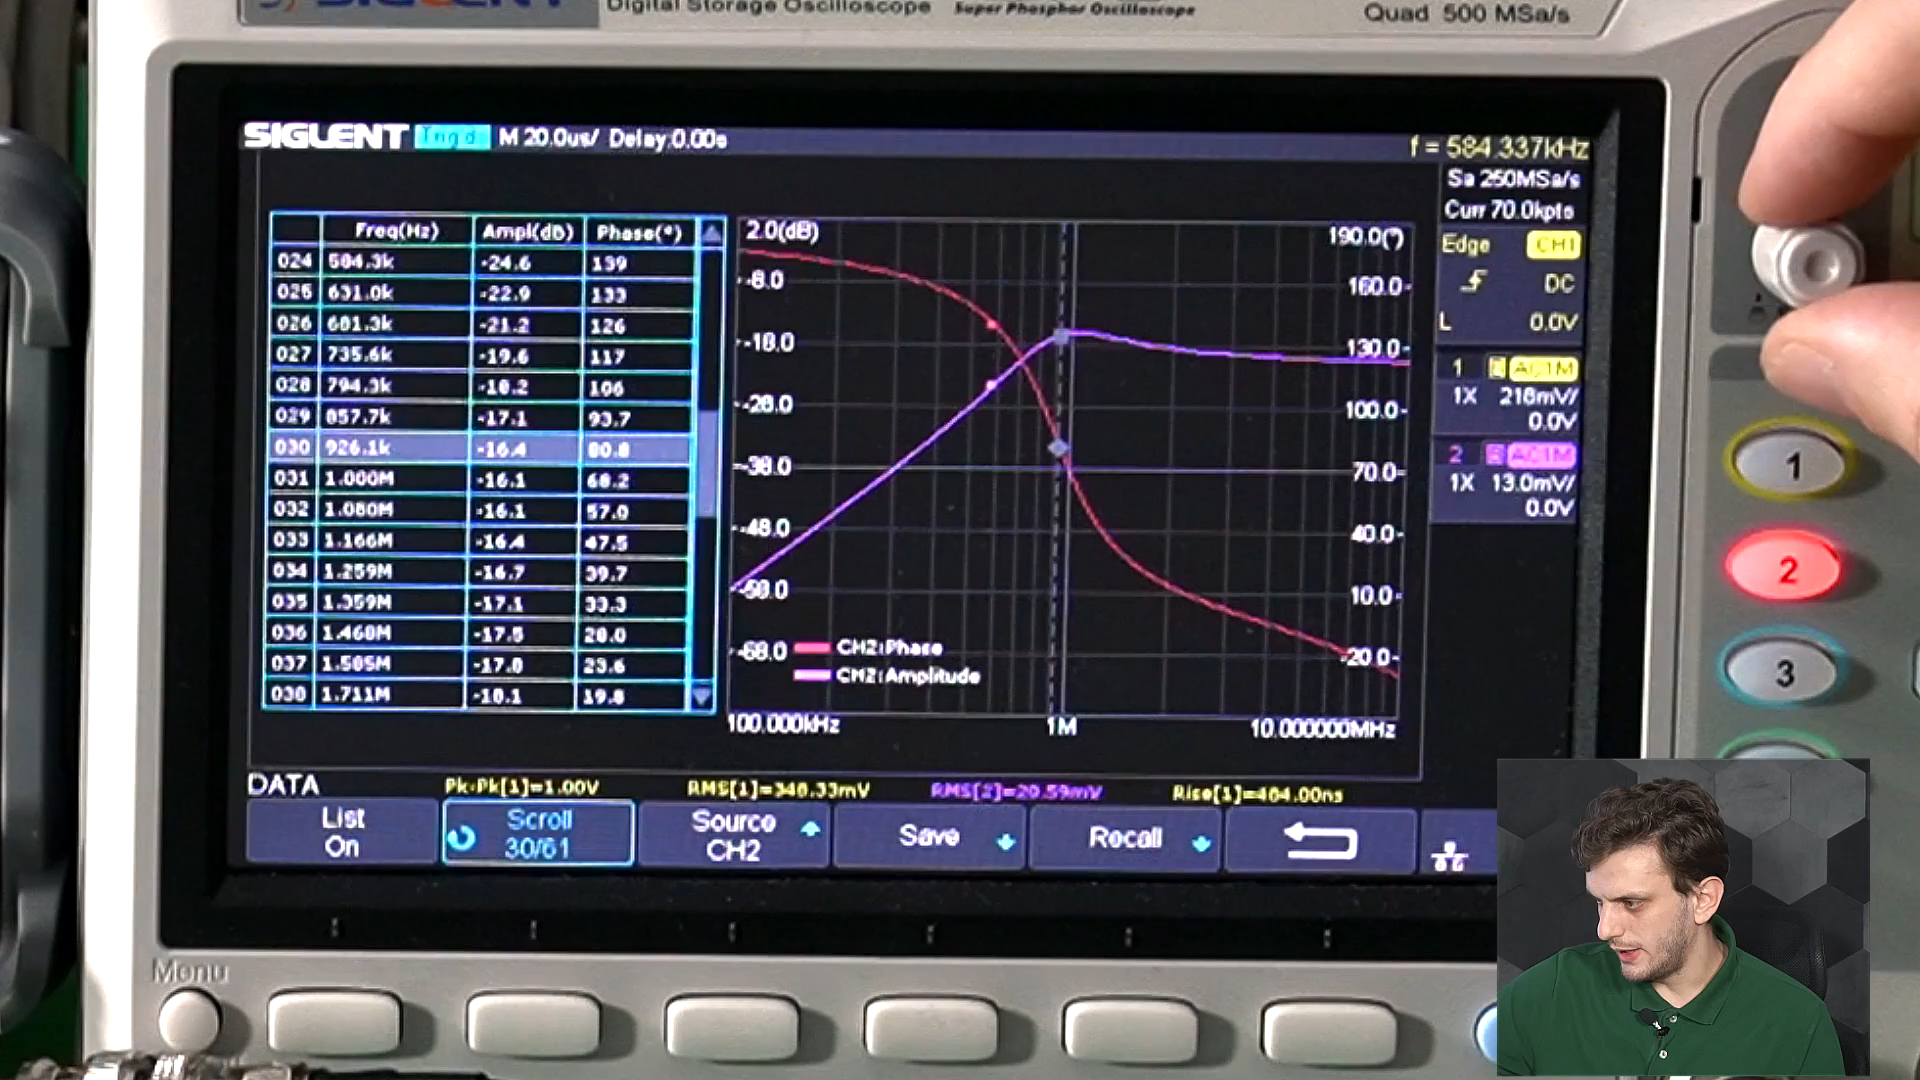 SIGLENT
Digital Storage Oscilloscope
Super Phosphor Oscilloscope
Quad 500 MSa/s
SIGLENT Trig'd M 20.0us/ Delay:0.00s
f = 584.337kHz
Sa 250MSa/s
Curr 70.0kpts
Edge CH1
DC
L 0.0V
1 AC1M
1X 218mV/
0.0V
2 AC1M
1X 13.0mV/
0.0V
Freq(Hz) Ampl(dB) Phase(°)
024 584.3k -24.6 139
025 631.0k -22.9 133
026 681.3k -21.2 126
027 735.6k -19.6 117
028 794.3k -18.2 106
029 857.7k -17.1 93.7
030 926.1k -16.4 80.8
031 1.000M -16.1 68.2
032 1.080M -16.1 57.0
033 1.166M -16.4 47.5
034 1.259M -16.7 39.7
035 1.359M -17.1 33.3
036 1.468M -17.5 28.0
037 1.585M -17.8 23.6
038 1.711M -18.1 19.8
2.0(dB) 190.0(°)
-8.0 160.0
-18.0 130.0
-28.0 100.0
-38.0 70.0
-48.0 40.0
-58.0 10.0
-68.0 -20.0
CH2:Phase
CH2:Amplitude
100.000kHz 1M 10.000000MHz
DATA Pk-Pk[1]=1.00V RMS[1]=348.33mV RMS[2]=20.59mV Rise[1]=464.00ns
List
On
Scroll
30/61
Source
CH2
Save
Recall
Menu
1
2
3